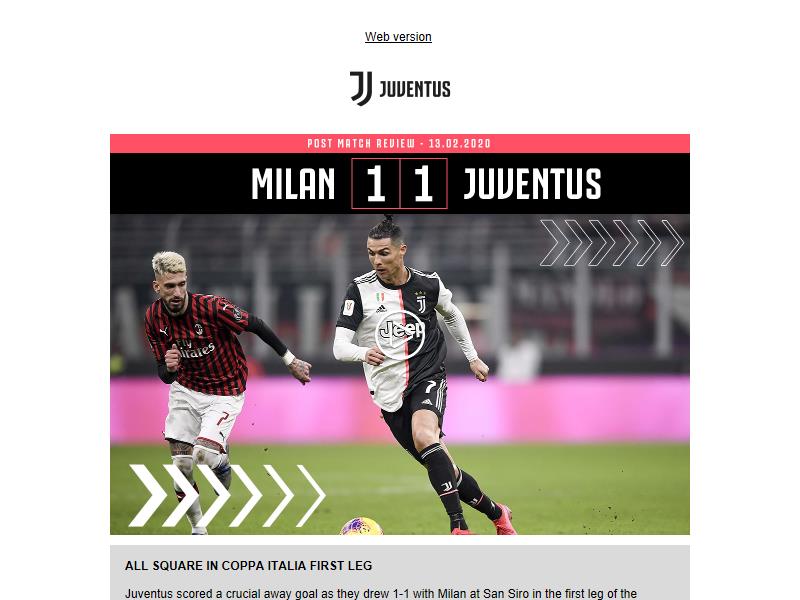 Web version
JUVENTUS
POST MATCH REVIEW - 13.02.2020
MILAN 1 1 JUVENTUS
Fly
Emirates
7
Jeep
7
ALL SQUARE IN COPPA ITALIA FIRST LEG
Juventus scored a crucial away goal as they drew 1-1 with Milan at San Siro in the first leg of the